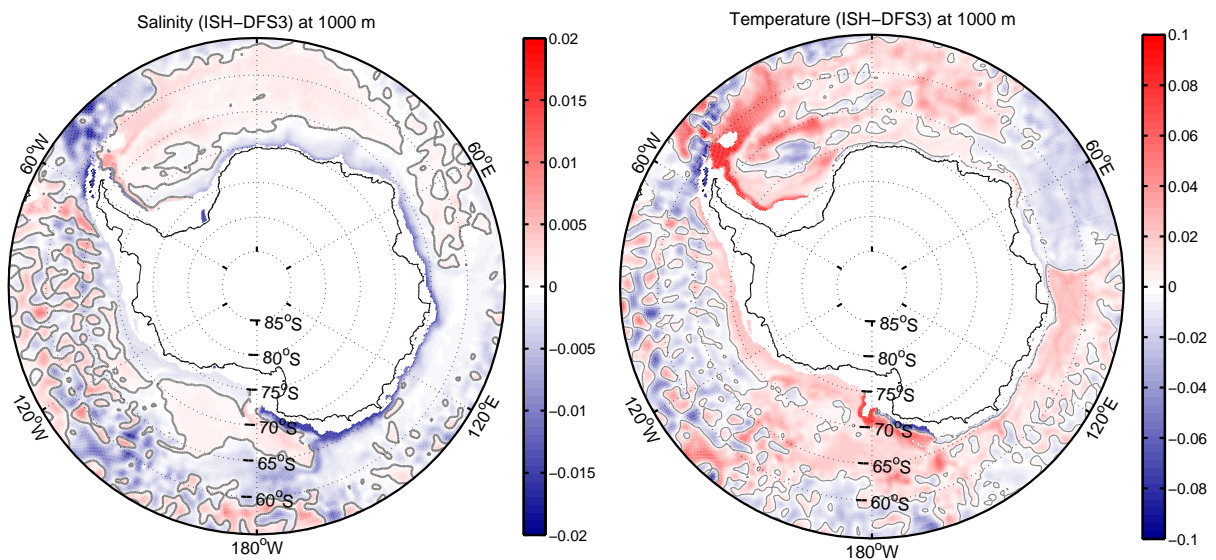 Salinity (ISH−DFS3) at 1000 m
60°W
60°E
85°S
80°S
75°S
70°S
65°S
60°S
120°W
120°E
180°W
0.02
0.015
0.01
0.005
0
−0.005
−0.01
−0.015
−0.02
Temperature (ISH−DFS3) at 1000 m
60°W
60°E
85°S
80°S
75°S
70°S
65°S
60°S
120°W
120°E
180°W
0.1
0.08
0.06
0.04
0.02
0
−0.02
−0.04
−0.06
−0.08
−0.1